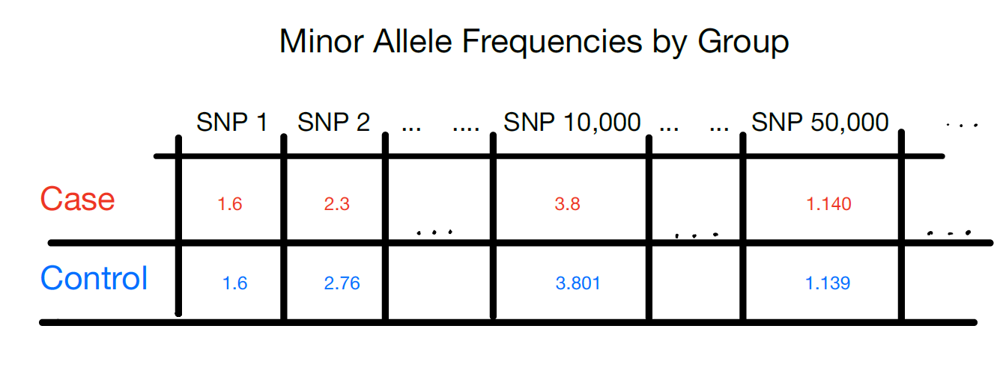 Minor Allele Frequencies by Group
SNP 1 SNP 2 ... .... SNP 10,000 ... ... SNP 50,000 ...
Case 1.6 2.3 ... 3.8 ... 1.140 ...
Control 1.6 2.76 3.801 1.139